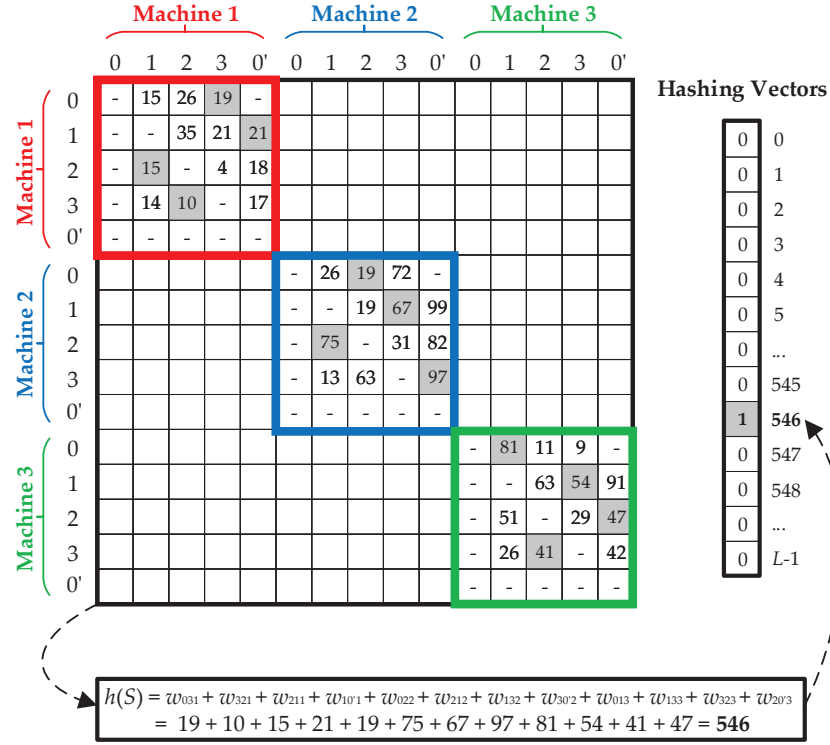 Machine 1 Machine 2 Machine 3
0 1 2 3 0' 0 1 2 3 0' 0 1 2 3 0'
Hashing Vectors
Machine 1
0 - 15 26 19 -
1 - - 35 21 21
2 - 15 - 4 18
3 - 14 10 - 17
0' - - - - -
Machine 2
0 - 26 19 72 -
1 - - 19 67 99
2 - 75 - 31 82
3 - 13 63 - 97
0' - - - - -
Machine 3
0 - 81 11 9 -
1 - - 63 54 91
2 - 51 - 29 47
3 - 26 41 - 42
0' - - - - -
0 0
0 1
0 2
0 3
0 4
0 5
0 ...
0 545
1 546
0 547
0 548
0 ...
0 L-1
h(S) = w₀₃₁ + w₃₂₁ + w₂₁₁ + w₁₀'₁ + w₀₂₂ + w₂₁₂ + w₁₃₂ + w₃₀'₂ + w₀₁₃ + w₁₃₃ + w₃₂₃ + w₂₀'₃
= 19 + 10 + 15 + 21 + 19 + 75 + 67 + 97 + 81 + 54 + 41 + 47 = 546